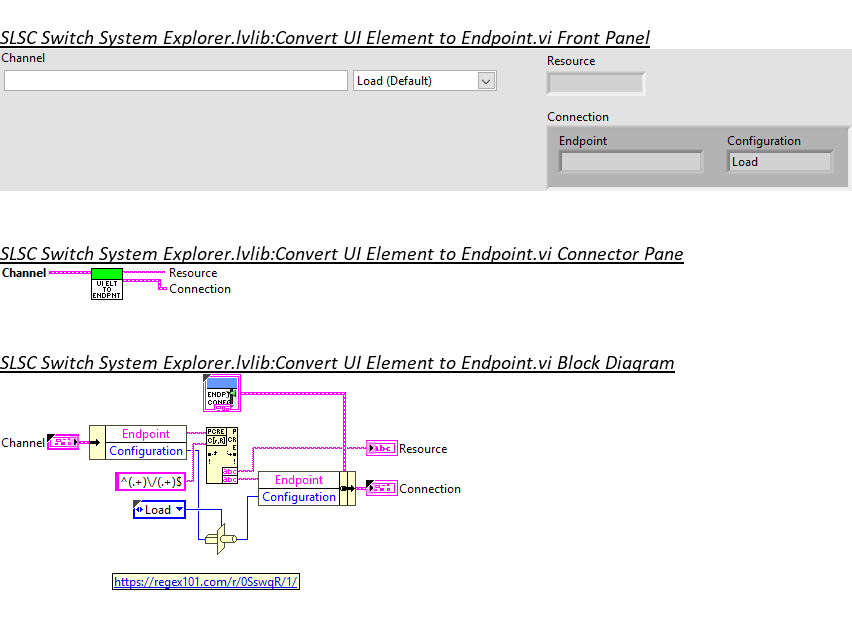 SLSC Switch System Explorer.lvlib:Convert UI Element to Endpoint.vi Front Panel
Channel
Load (Default)
Resource
Connection
Endpoint
Configuration
Load
SLSC Switch System Explorer.lvlib:Convert UI Element to Endpoint.vi Connector Pane
Channel
UI ELT
TO
ENDPNT
Resource
Connection
SLSC Switch System Explorer.lvlib:Convert UI Element to Endpoint.vi Block Diagram
Channel
Endpoint
Configuration
^(.+)\/(.+)$
Load
PCRE
abc
abc
abc
Resource
Endpoint
Configuration
Connection
https://regex101.com/r/0SswqR/1/